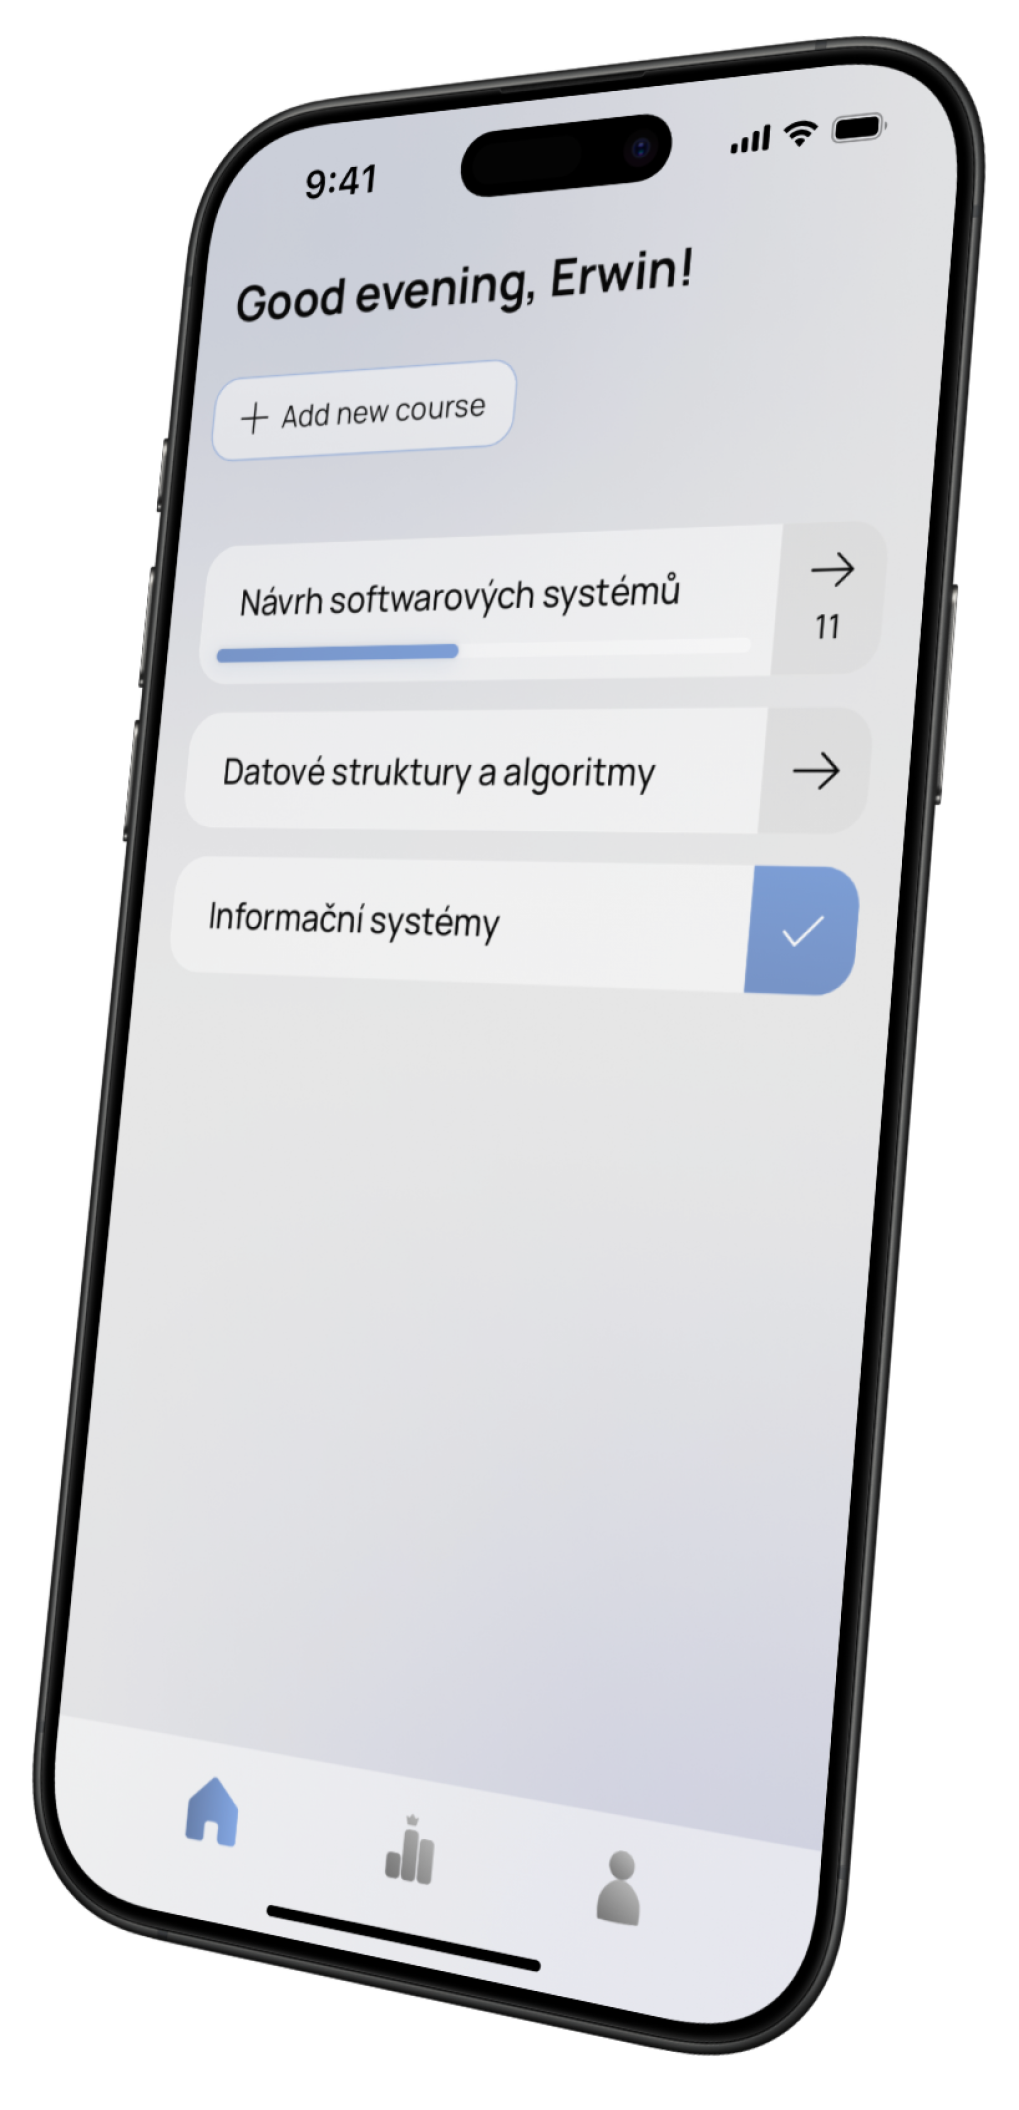 9:41
Good evening, Erwin!
Add new course
Návrh softwarových systémů
11
Datové struktury a algoritmy
Informační systémy